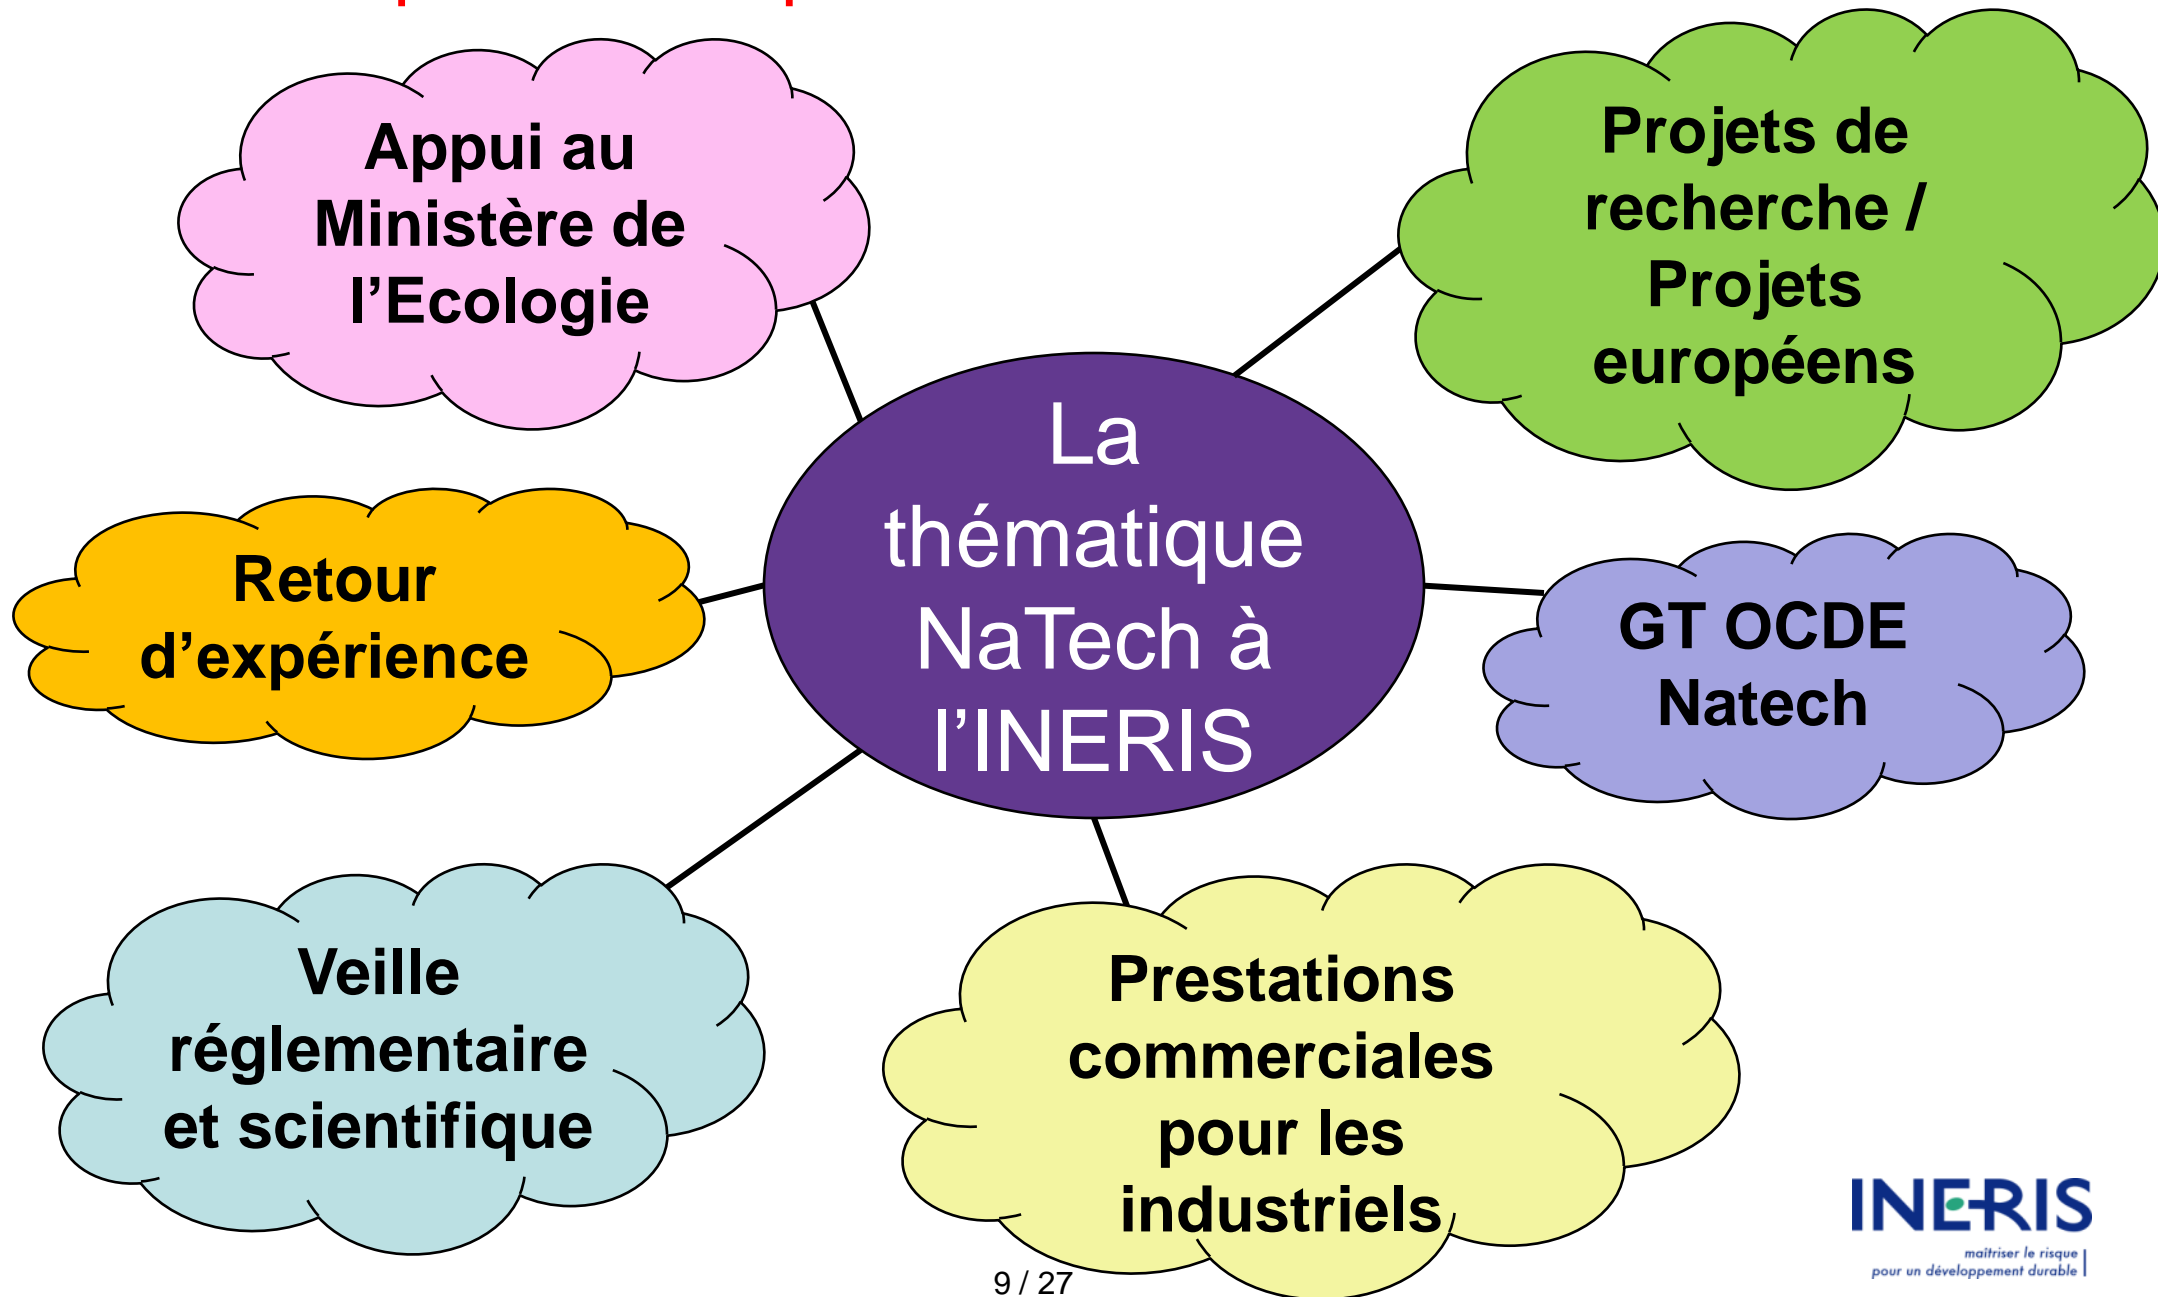 Appui au
Ministère de
l’Ecologie
Projets de
recherche /
Projets
européens
La
thématique
NaTech à
l’INERIS
Retour
d’expérience
GT OCDE
Natech
Veille
réglementaire
et scientifique
Prestations
commerciales
pour les
industriels
INERIS
maîtriser le risque
pour un développement durable
9 / 27